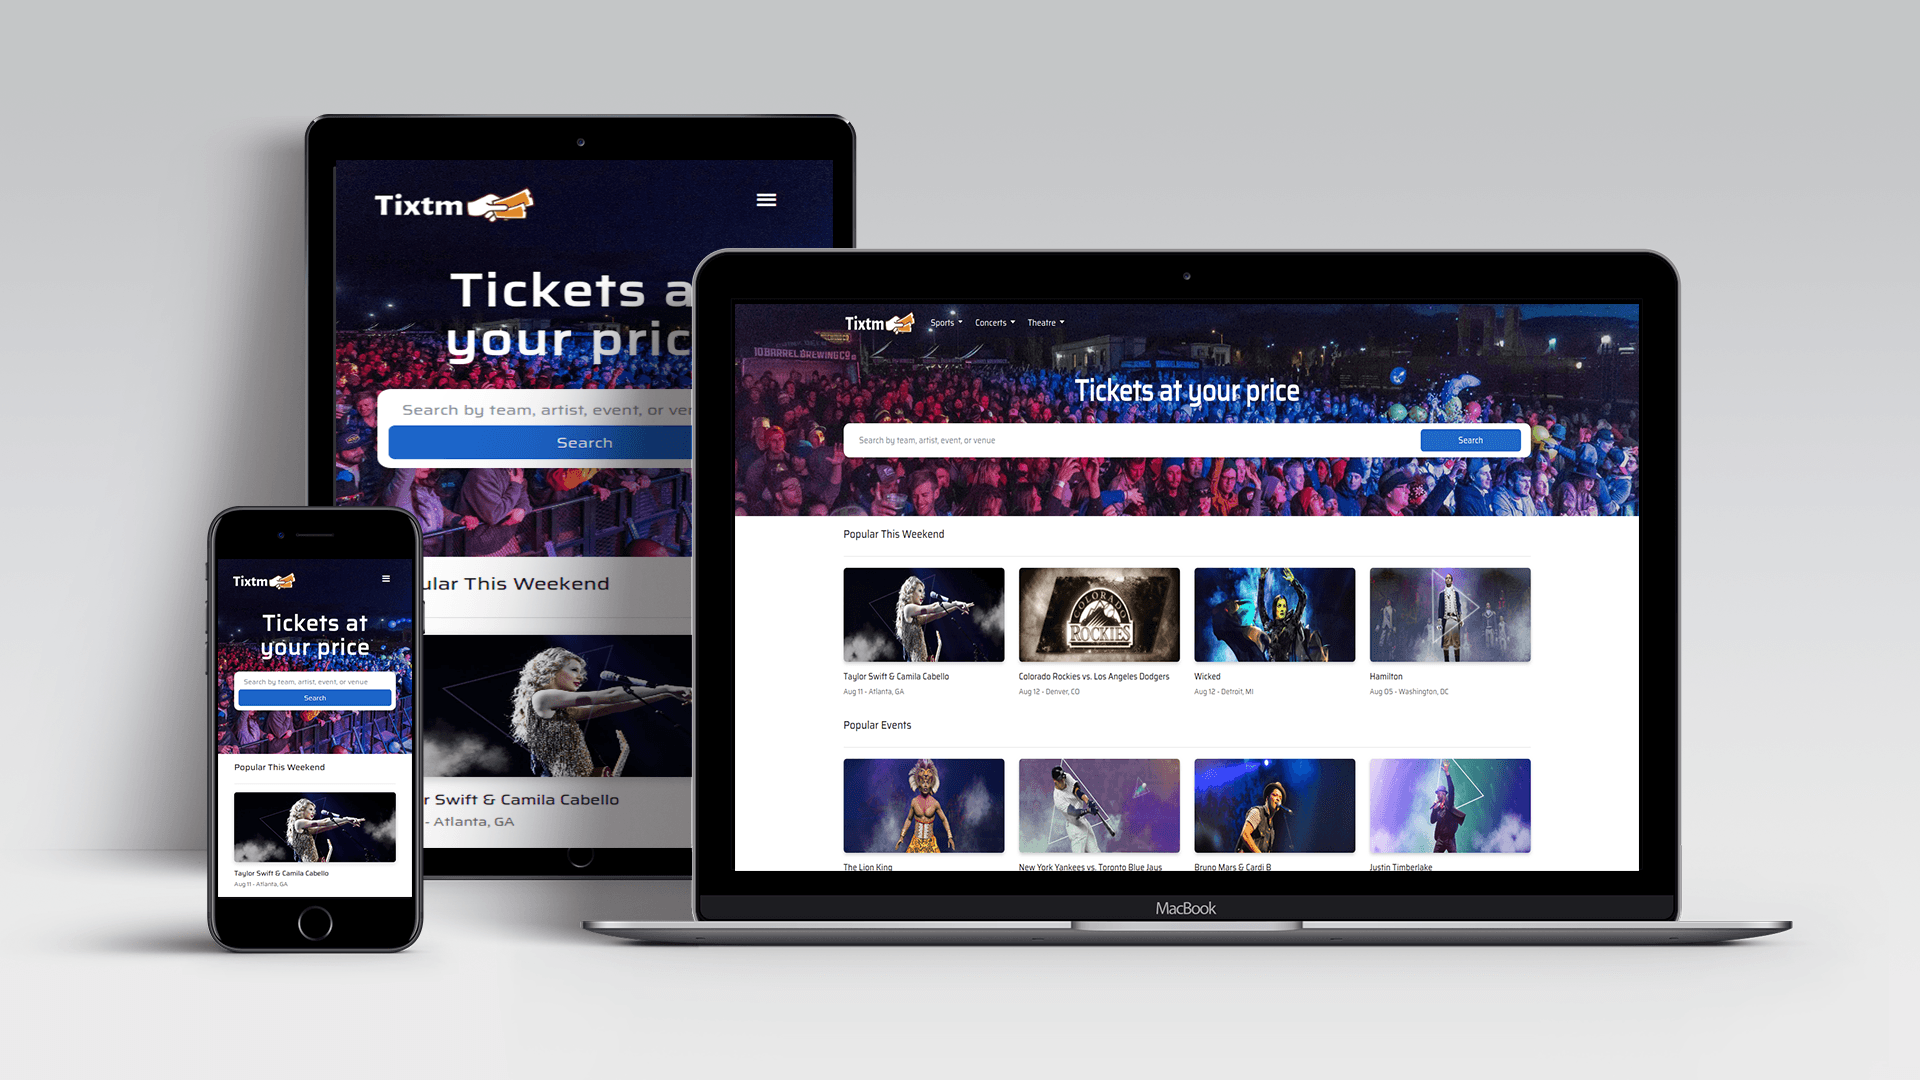 Tixtm
Tickets a
your pric
Search by team, artist, event, or ve
Search
ular This Weekend
r Swift & Camila Cabello
- Atlanta, GA
Tixtm
Tickets at
your price
Search by team, artist, event, or venue
Search
Popular This Weekend
Taylor Swift & Camila Cabello
Aug 11 - Atlanta, GA
Tixtm Sports Concerts Theatre
10 BARREL BREWING CO
Tickets at your price
Search by team, artist, event, or venue Search
Popular This Weekend
COLORADO
ROCKIES
Taylor Swift & Camila Cabello Colorado Rockies vs. Los Angeles Dodgers Wicked Hamilton
Aug 11 - Atlanta, GA Aug 12 - Denver, CO Aug 12 - Detroit, MI Aug 05 - Washington, DC
Popular Events
The Lion King New York Yankees vs. Toronto Blue Jays Bruno Mars & Cardi B Justin Timberlake
MacBook